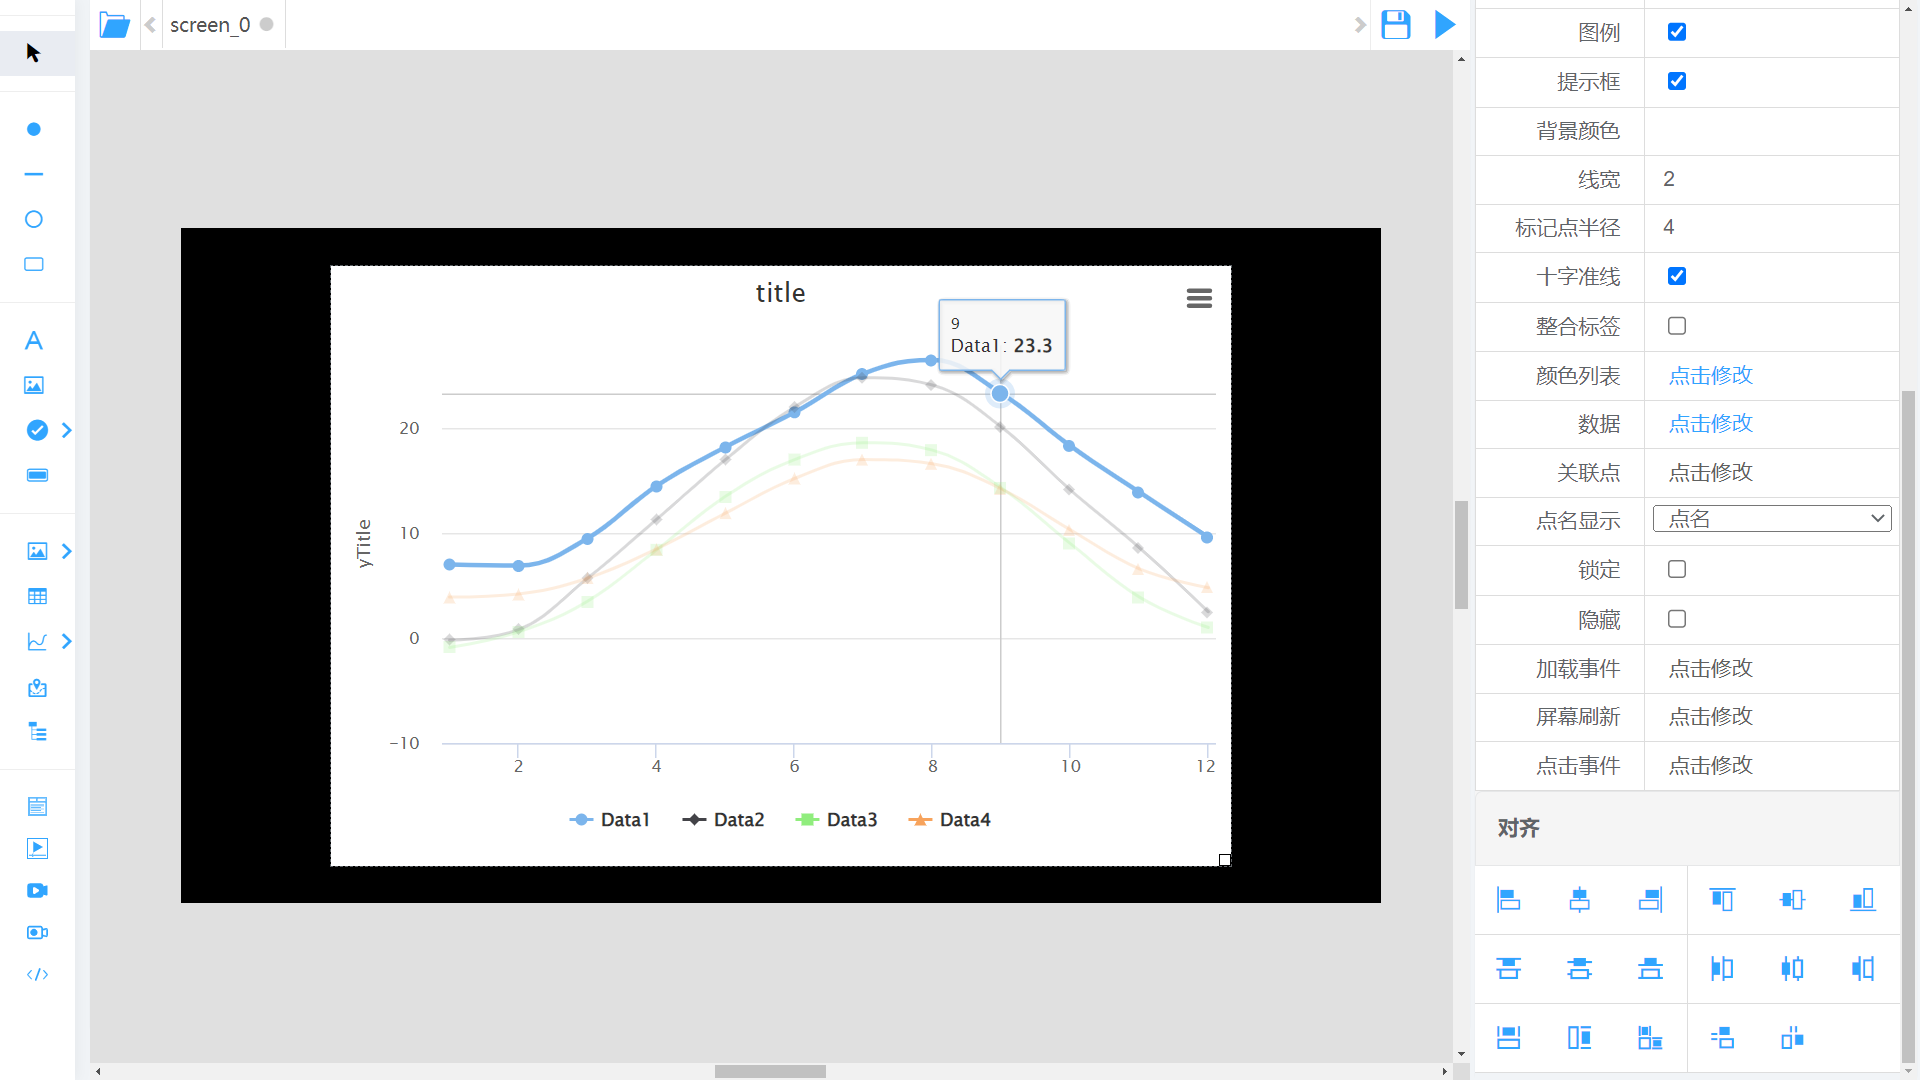 screen_0
title
9
Data1: 23.3
yTitle
20
10
0
−10
2 4 6 8 10 12
Data1 Data2 Data3 Data4
图例
提示框
背景颜色
线宽 2
标记点半径 4
十字准线
整合标签
颜色列表 点击修改
数据 点击修改
关联点 点击修改
点名显示 点名
锁定
隐藏
加载事件 点击修改
屏幕刷新 点击修改
点击事件 点击修改
对齐